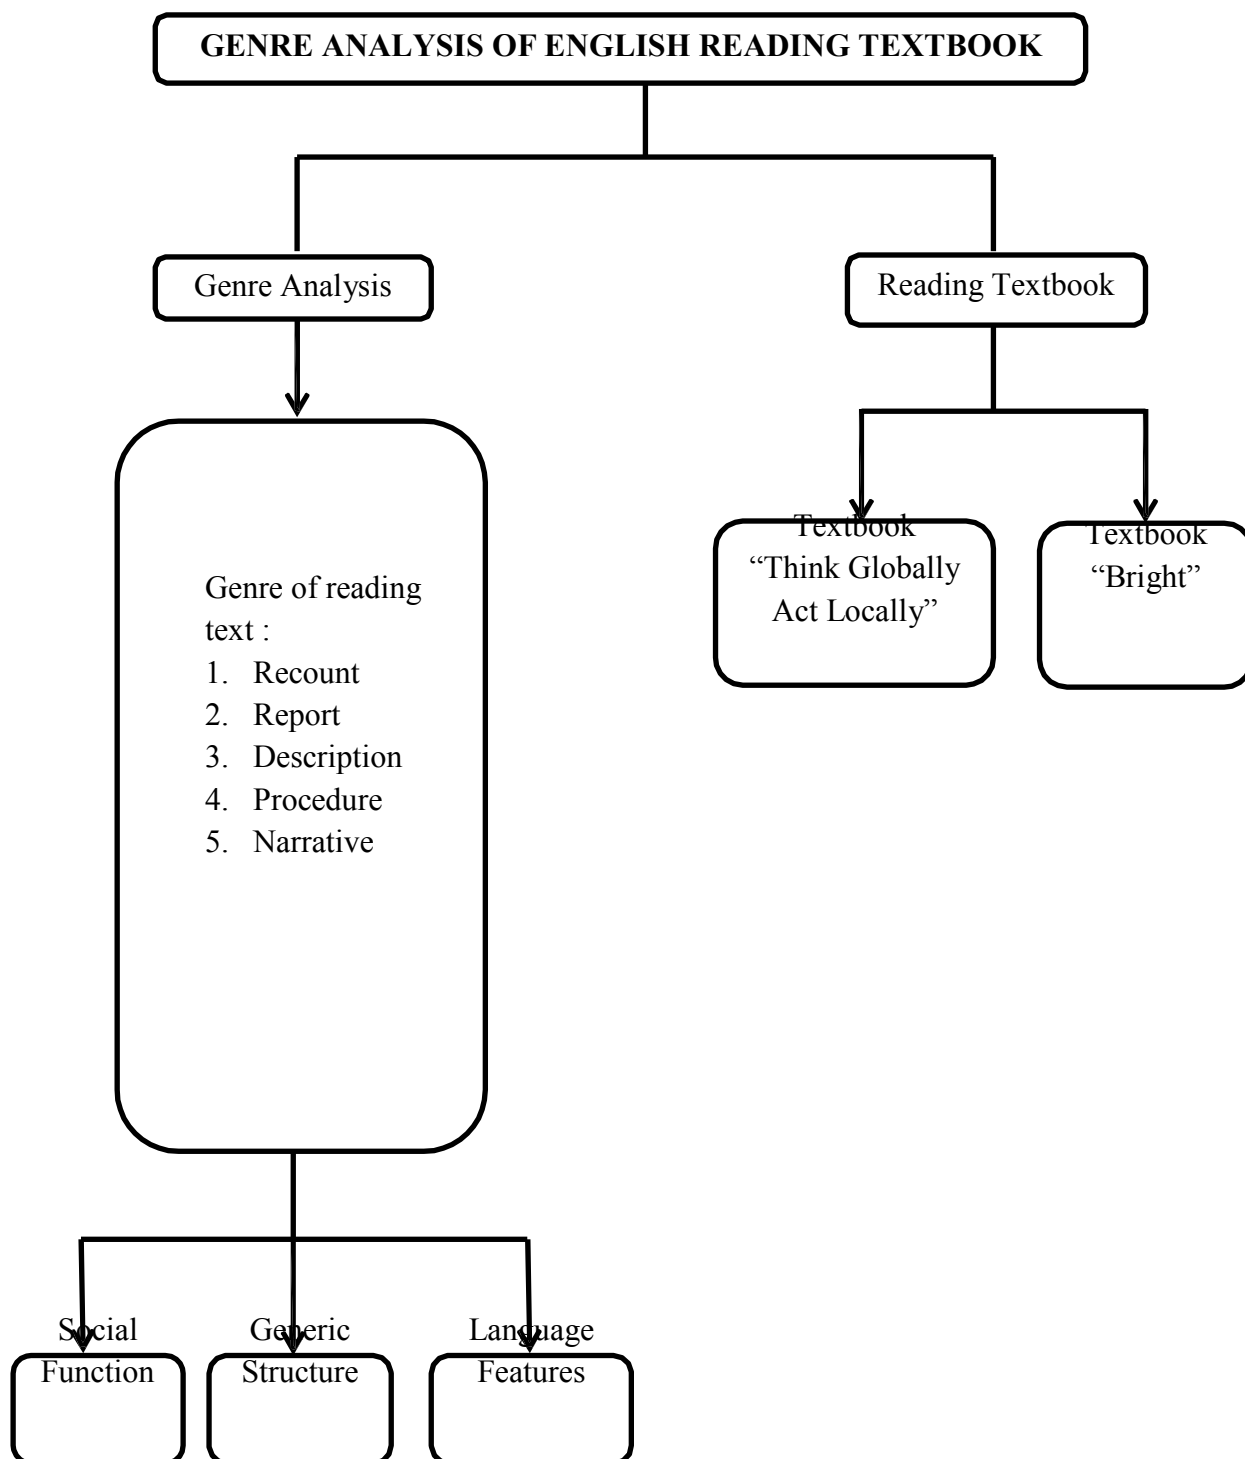 GENRE ANALYSIS OF ENGLISH READING TEXTBOOK
Genre Analysis
Reading Textbook
Genre of reading
text :
1. Recount
2. Report
3. Description
4. Procedure
5. Narrative
Textbook
“Think Globally
Act Locally”
Textbook
“Bright”
Social
Function
Generic
Structure
Language
Features